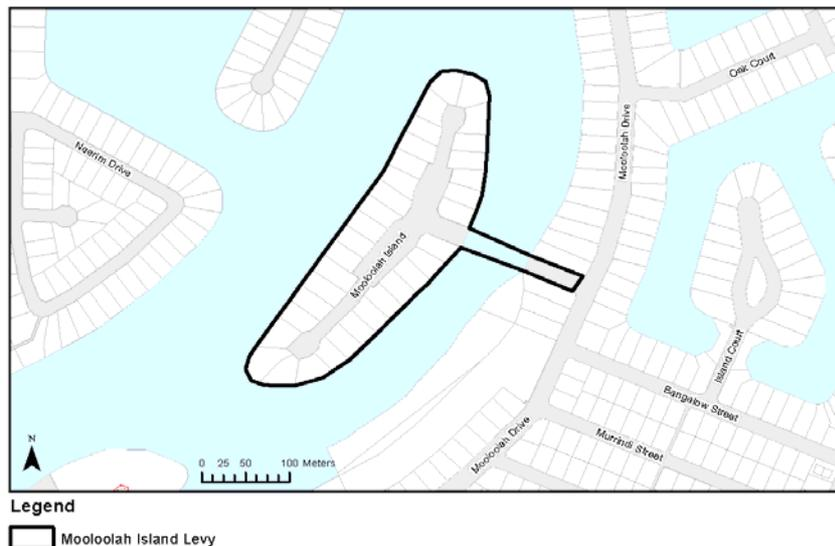 Oak Court
Mooloolah Drive
Naerim Drive
Mooloolah Island
Island Court
Bangalow Street
Murrindi Street
Mooloolah Drive
N
0 25 50 100 Meters
Legend
Mooloolah Island Levy